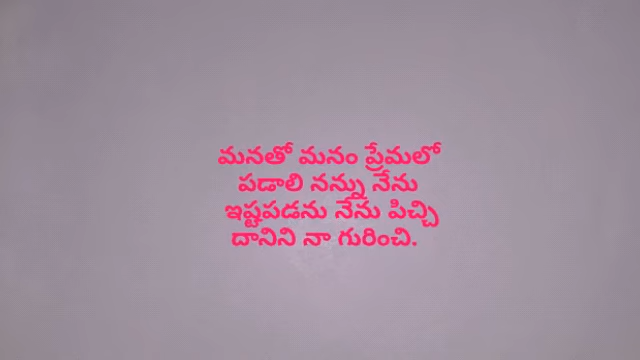 మనతో మనం ప్రేమలో
పడాలి నన్ను నేను
ఇష్టపడను నేను పిచ్చి
దానిని నా గురించి.